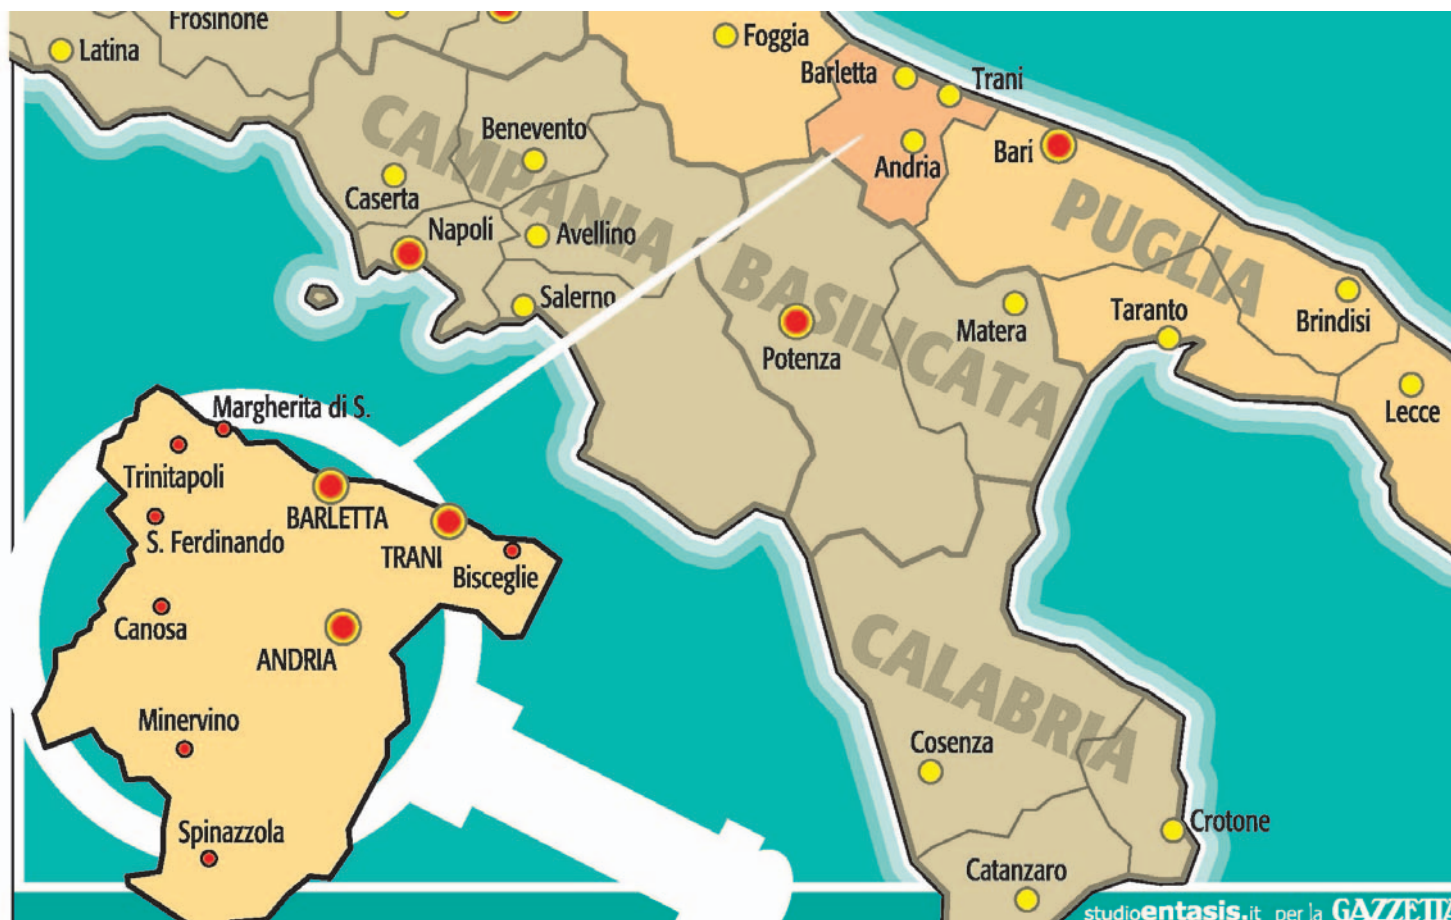 Frosinone
Latina
Foggia
Barletta
Trani
CAMPANIA
Benevento
Andria
Bari
Caserta
PUGLIA
Napoli
Avellino
BASILICATA
Salerno
Matera
Taranto
Brindisi
Potenza
Lecce
Margherita di S.
Trinitapoli
BARLETTA
S. Ferdinando
TRANI
Bisceglie
Canosa
ANDRIA
CALABRIA
Minervino
Cosenza
Spinazzola
Crotone
Catanzaro
studioentasis.it per la GAZZETTA